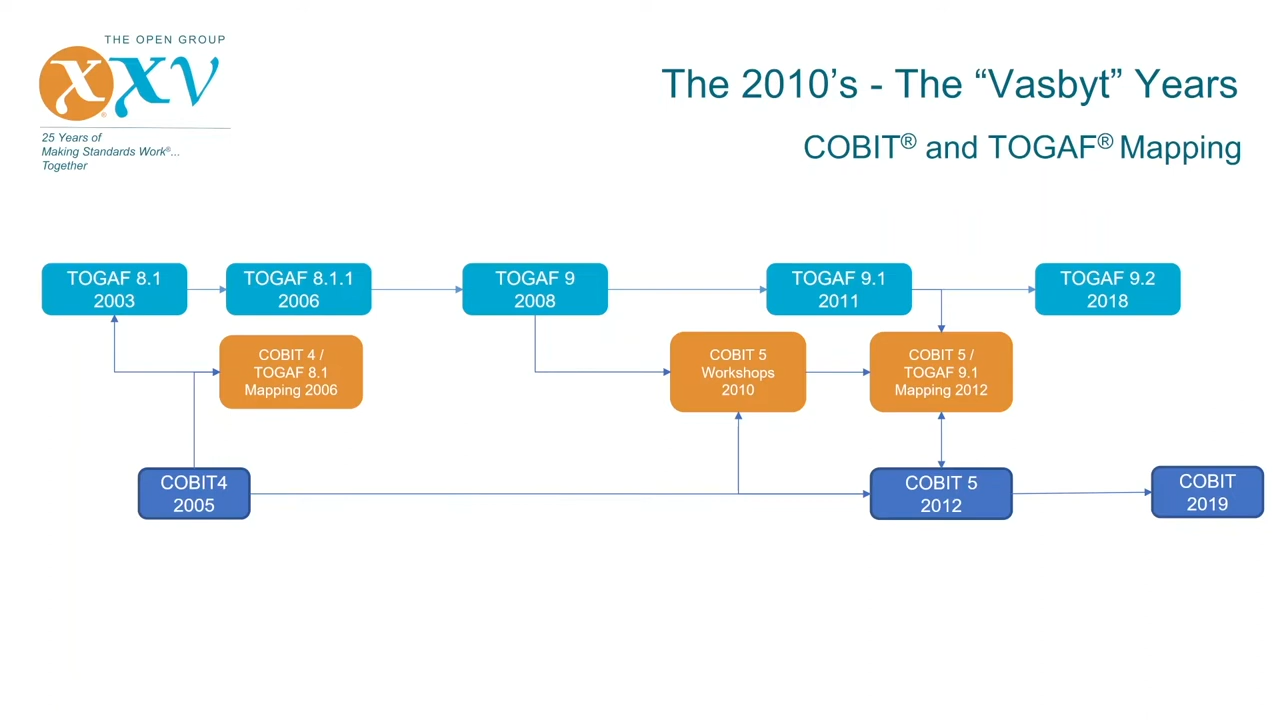 THE OPEN GROUP
XXV
®
25 Years of
Making Standards Work®...
Together
The 2010’s - The “Vasbyt” Years
COBIT® and TOGAF® Mapping
TOGAF 8.1
2003
TOGAF 8.1.1
2006
TOGAF 9
2008
TOGAF 9.1
2011
TOGAF 9.2
2018
COBIT 4 /
TOGAF 8.1
Mapping 2006
COBIT 5
Workshops
2010
COBIT 5 /
TOGAF 9.1
Mapping 2012
COBIT4
2005
COBIT 5
2012
COBIT
2019